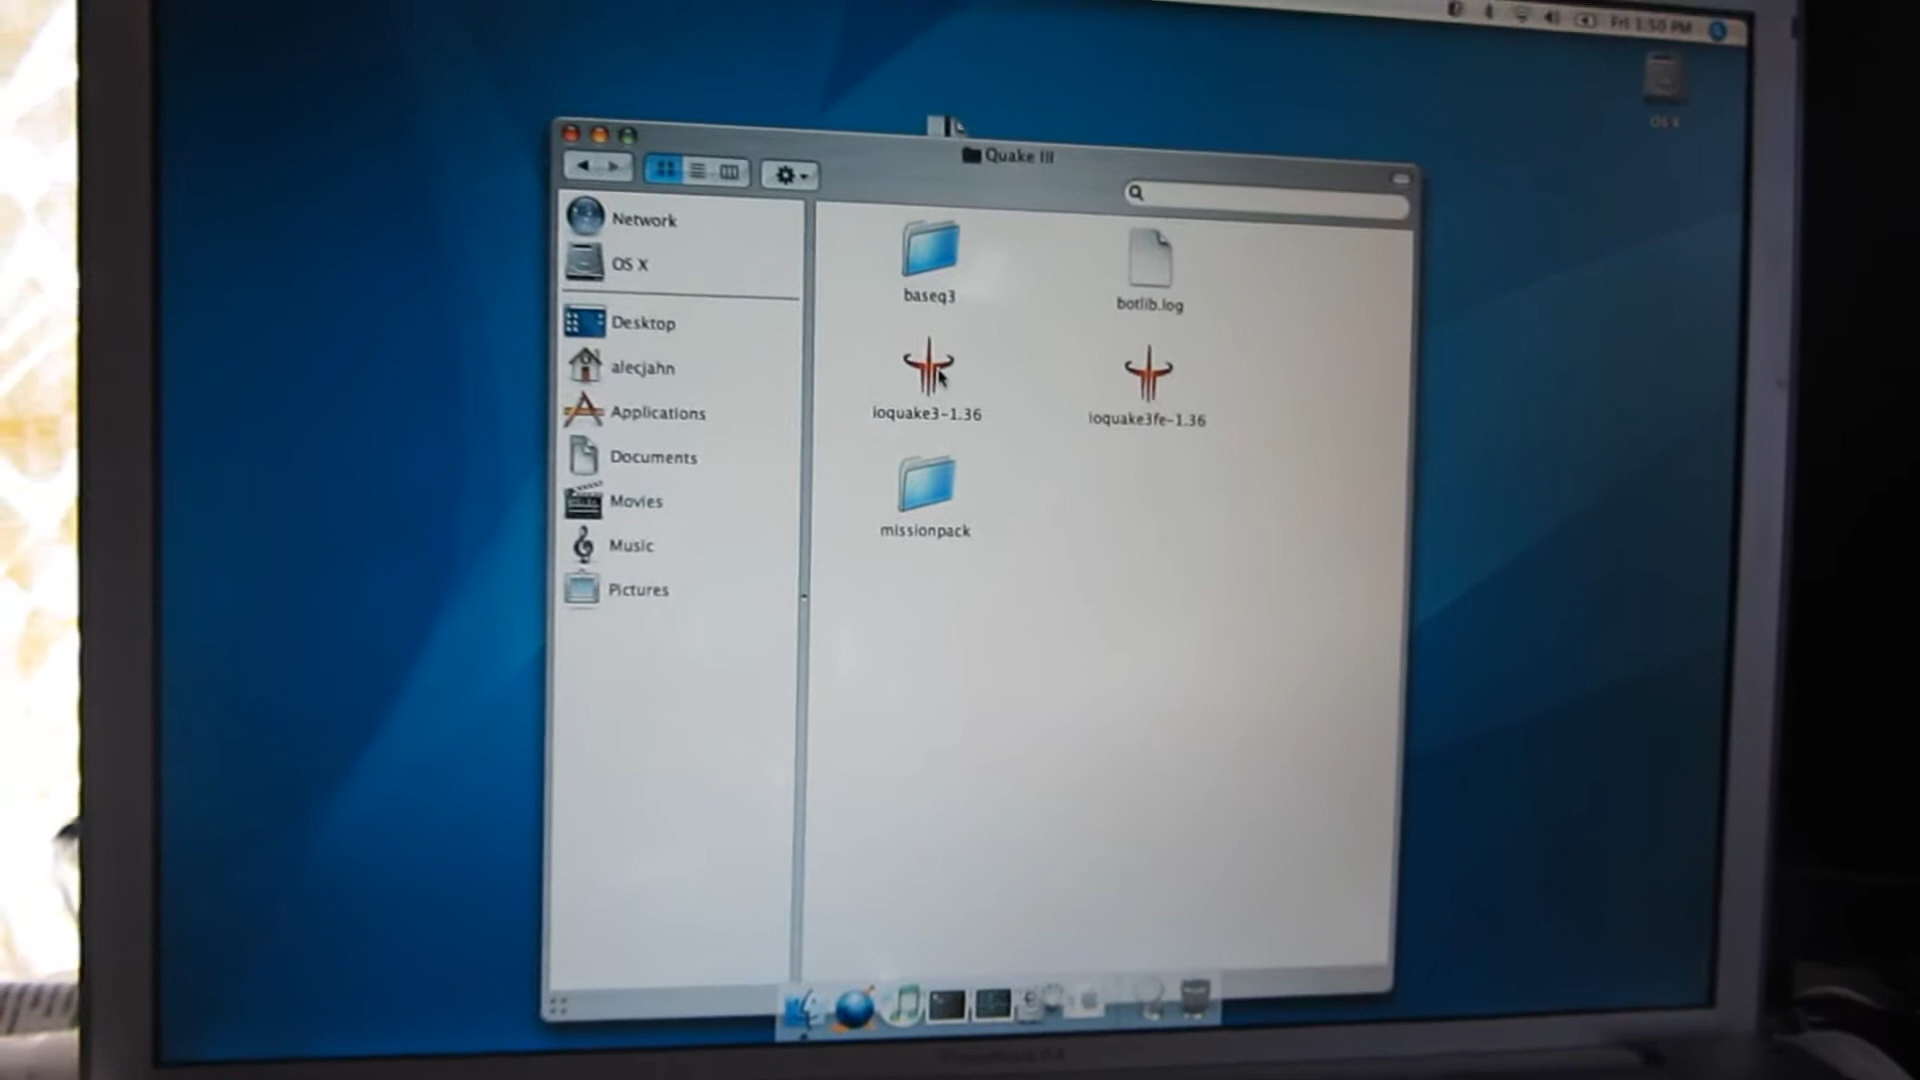 Fri 1:50 PM
OS X
Quake III
Network
OS X
Desktop
alecjahn
Applications
Documents
Movies
Music
Pictures
baseq3
botlib.log
ioquake3-1.36
ioquake3fe-1.36
missionpack